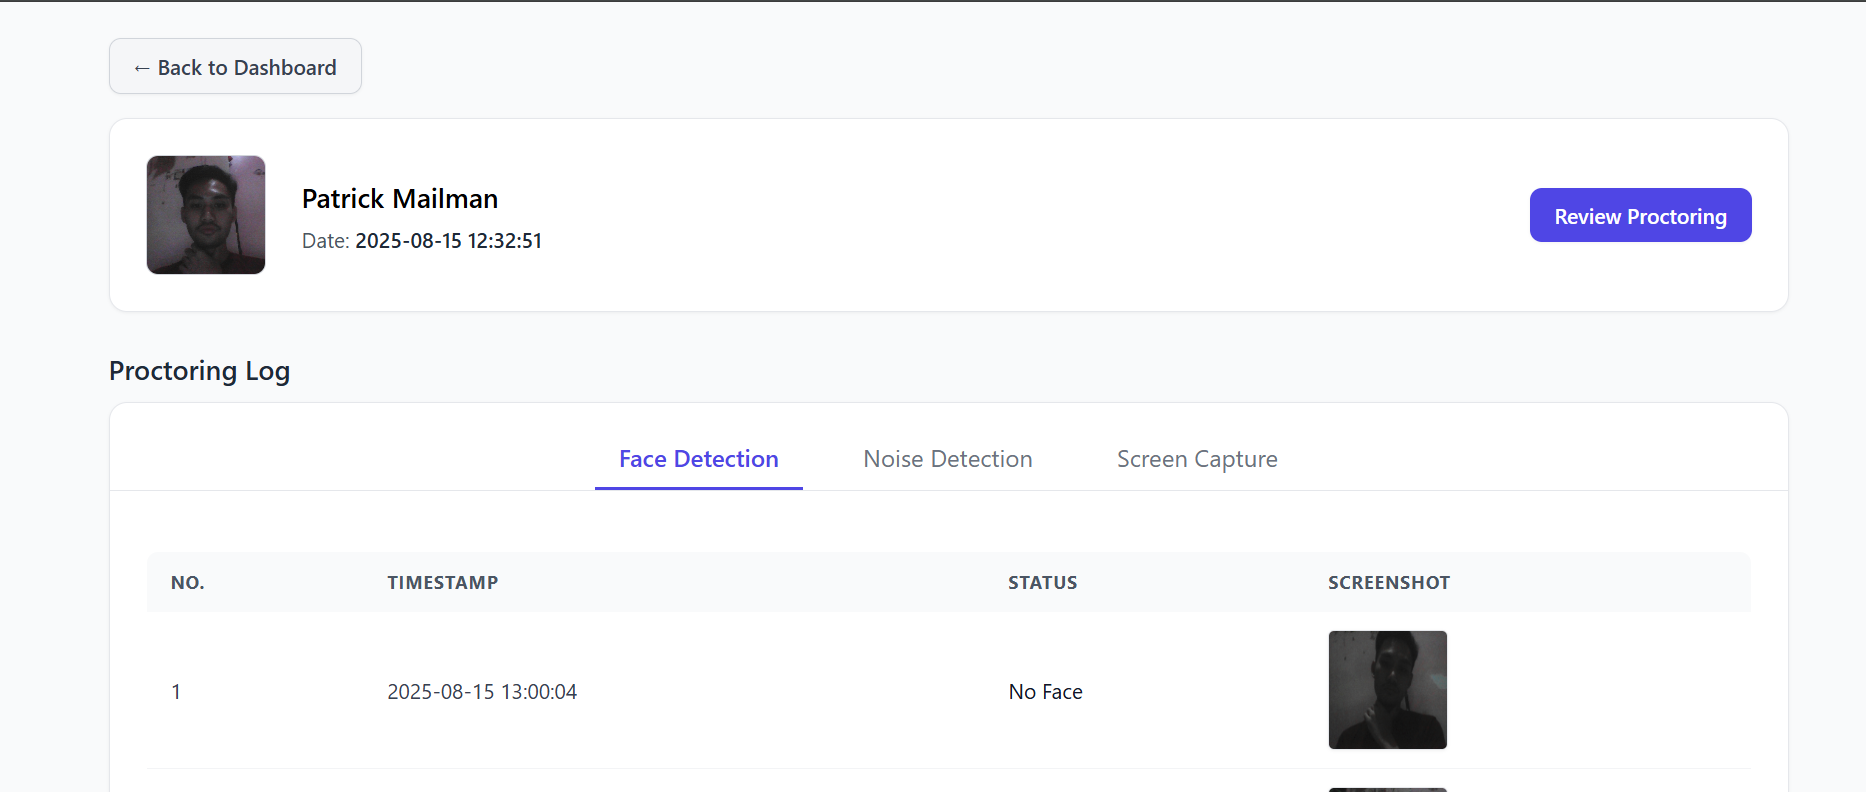 ← Back to Dashboard
Patrick Mailman
Date: 2025-08-15 12:32:51
Review Proctoring
Proctoring Log
Face Detection Noise Detection Screen Capture
NO. TIMESTAMP STATUS SCREENSHOT
1 2025-08-15 13:00:04 No Face